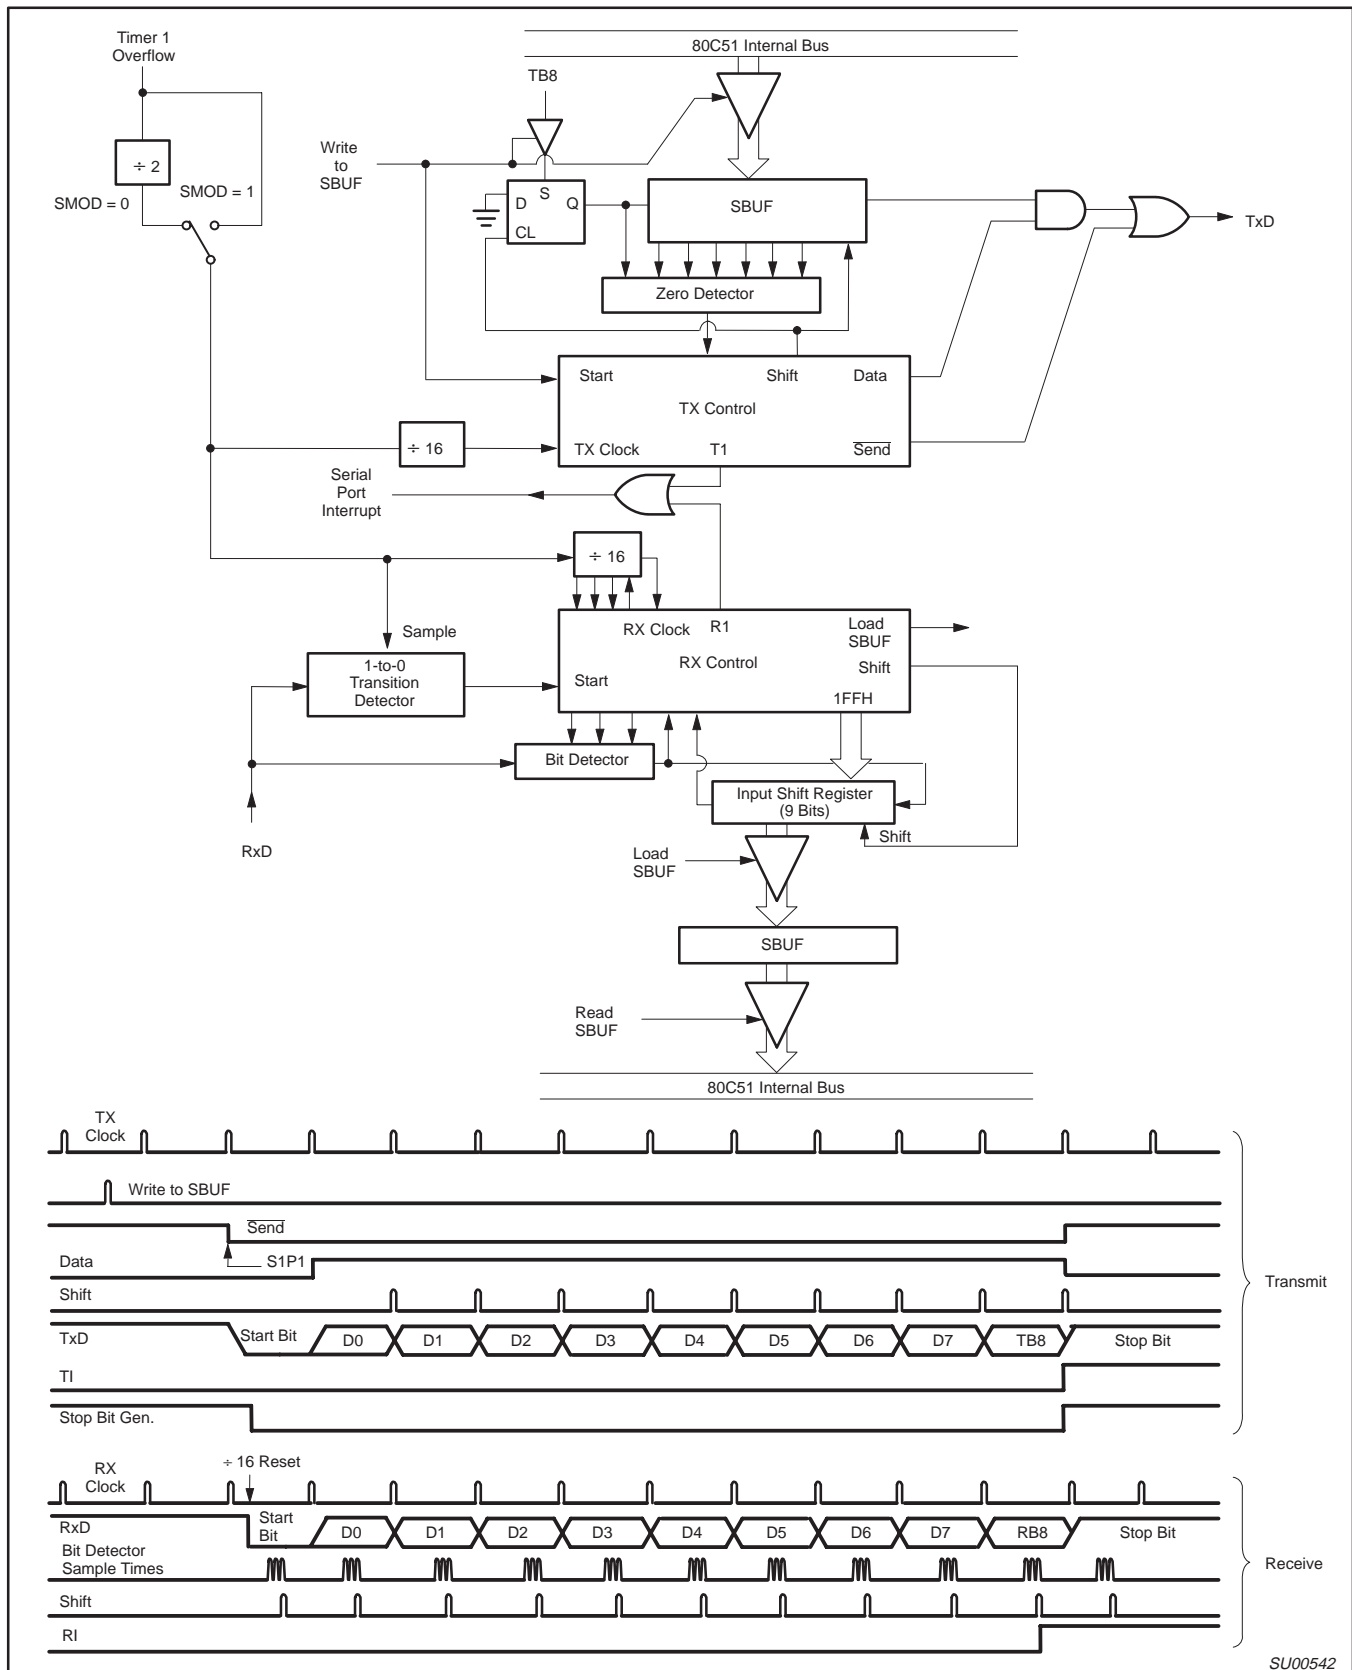 Timer 1
Overflow
80C51 Internal Bus
TB8
÷ 2
Write
to
SBUF
SMOD = 1
SMOD = 0
S
D
Q
CL
SBUF
TxD
Zero Detector
Start
Shift
Data
TX Control
÷ 16
TX Clock
T1
Send
Serial
Port
Interrupt
÷ 16
Sample
RX Clock
R1
Load
SBUF
RX Control
1-to-0
Transition
Detector
Start
Shift
1FFH
Bit Detector
Input Shift Register
(9 Bits)
RxD
Shift
Load
SBUF
SBUF
Read
SBUF
80C51 Internal Bus
TX
Clock
Write to SBUF
Send
Data
S1P1
Shift
Transmit
TxD
Start Bit
D0
D1
D2
D3
D4
D5
D6
D7
TB8
Stop Bit
TI
Stop Bit Gen.
RX
Clock
÷ 16 Reset
RxD
Start
Bit
D0
D1
D2
D3
D4
D5
D6
D7
RB8
Stop Bit
Bit Detector
Sample Times
Receive
Shift
RI
SU00542